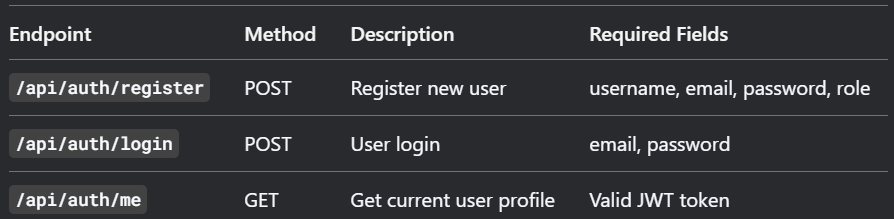 Endpoint Method Description Required Fields
/api/auth/register POST Register new user username, email, password, role
/api/auth/login POST User login email, password
/api/auth/me GET Get current user profile Valid JWT token